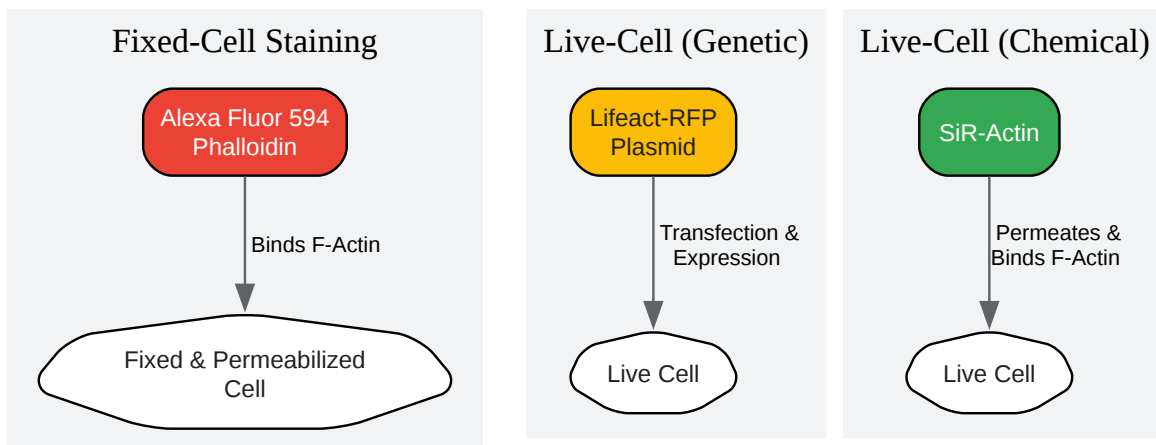 Fixed-Cell Staining
Alexa Fluor 594
Phalloidin
Binds F-Actin
Fixed & Permeabilized
Cell
Live-Cell (Genetic)
Lifeact-RFP
Plasmid
Transfection &
Expression
Live Cell
Live-Cell (Chemical)
SiR-Actin
Permeates &
Binds F-Actin
Live Cell